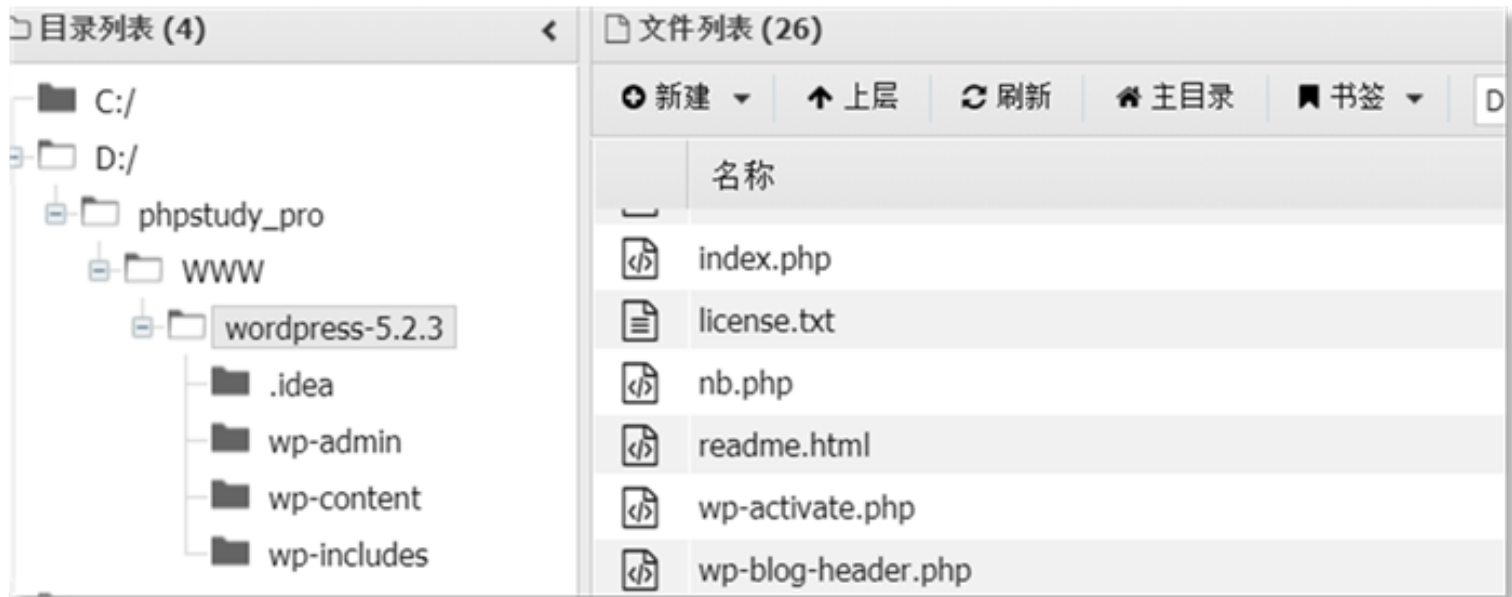 目录列表 (4)
C:/
D:/
phpstudy_pro
WWW
wordpress-5.2.3
.idea
wp-admin
wp-content
wp-includes
文件列表 (26)
新建 上层 刷新 主目录 书签 D
名称
index.php
license.txt
nb.php
readme.html
wp-activate.php
wp-blog-header.php